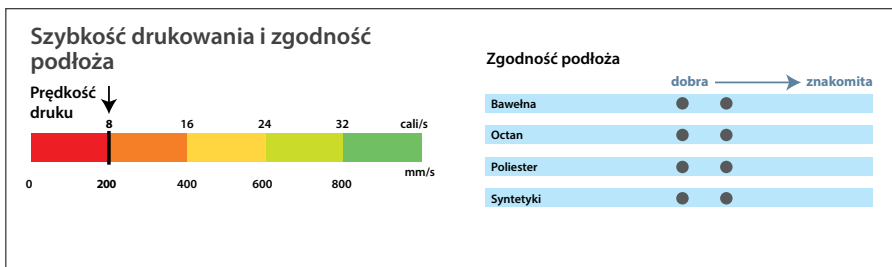 Szybkość drukowania i zgodność
podłoża
Prędkość
druku
8 16 24 32 cali/s
mm/s
0 200 400 600 800
Zgodność podłoża
dobra znakomita
Bawełna
Octan
Poliester
Syntetyki